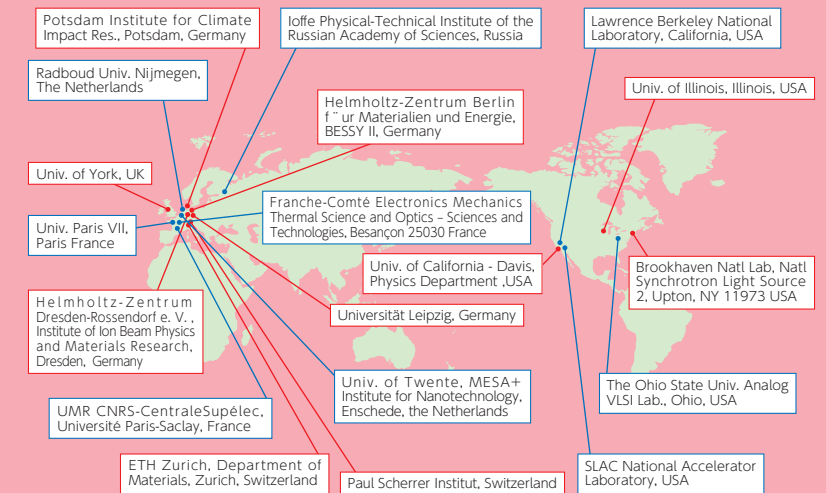 Potsdam Institute for Climate
Impact Res., Potsdam, Germany
Ioffe Physical-Technical Institute of the
Russian Academy of Sciences, Russia
Lawrence Berkeley National
Laboratory, California, USA
Radboud Univ. Nijmegen,
The Netherlands
Univ. of Illinois, Illinois, USA
Helmholtz-Zentrum Berlin
f ¨ ur Materialien und Energie,
BESSY II, Germany
Univ. of York, UK
Franche-Comté Electronics Mechanics
Thermal Science and Optics – Sciences and
Technologies, Besançon 25030 France
Univ. Paris VII,
Paris France
Univ. of California - Davis,
Physics Department ,USA
Brookhaven Natl Lab, Natl
Synchrotron Light Source
2, Upton, NY 11973 USA
Helmholtz-Zentrum
Dresden-Rossendorf e. V. ,
Institute of Ion Beam Physics
and Materials Research,
Dresden, Germany
Universität Leipzig, Germany
Univ. of Twente, MESA+
Institute for Nanotechnology,
Enschede, the Netherlands
The Ohio State Univ. Analog
VLSI Lab., Ohio, USA
UMR CNRS-CentraleSupélec,
Université Paris-Saclay, France
ETH Zurich, Department of
Materials, Zurich, Switzerland
Paul Scherrer Institut, Switzerland
SLAC National Accelerator
Laboratory, USA